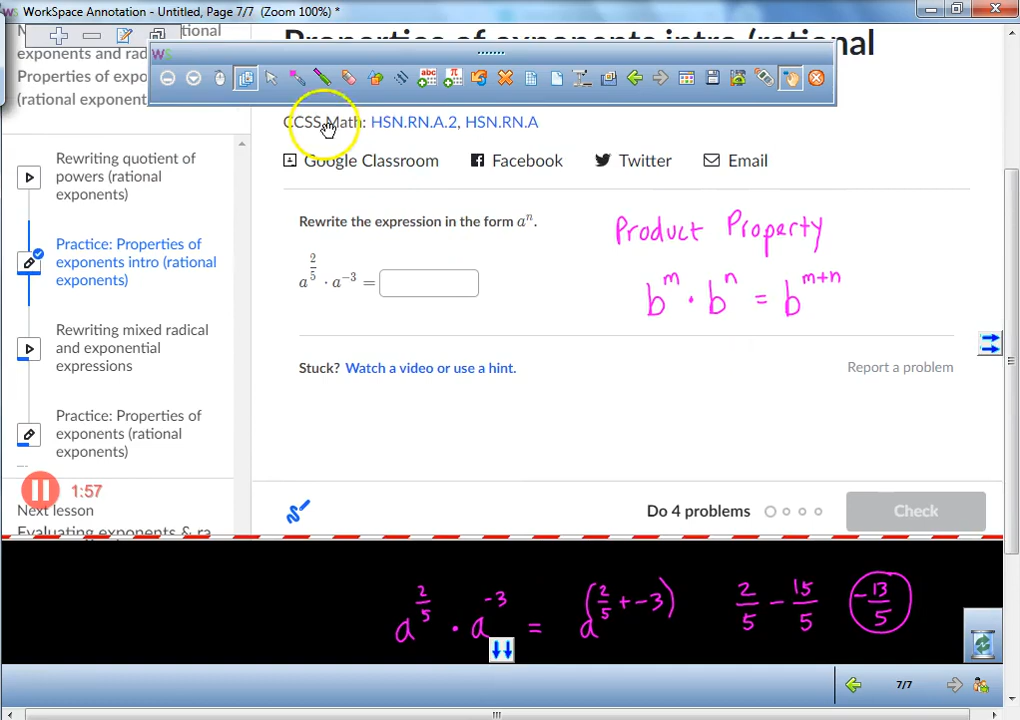 WorkSpace Annotation - Untitled, Page 7/7 (Zoom 100%) *
exponents and rad
Properties of expo
(rational exponent
Properties of exponents intro (rational
CCSS.Math: HSN.RN.A.2, HSN.RN.A
Google Classroom Facebook Twitter Email
Rewriting quotient of
powers (rational
exponents)
Practice: Properties of
exponents intro (rational
exponents)
Rewriting mixed radical
and exponential
expressions
Practice: Properties of
exponents (rational
exponents)
Next lesson
Evaluating exponents & ra
1:57
Rewrite the expression in the form aⁿ.
a^(2/5) · a⁻³ =
Product Property
b^m · b^n = b^(m+n)
Stuck? Watch a video or use a hint.
Report a problem
Do 4 problems
Check
a^(2/5) · a^-3 = a^(2/5 + -3) 2/5 - 15/5 -13/5
7/7